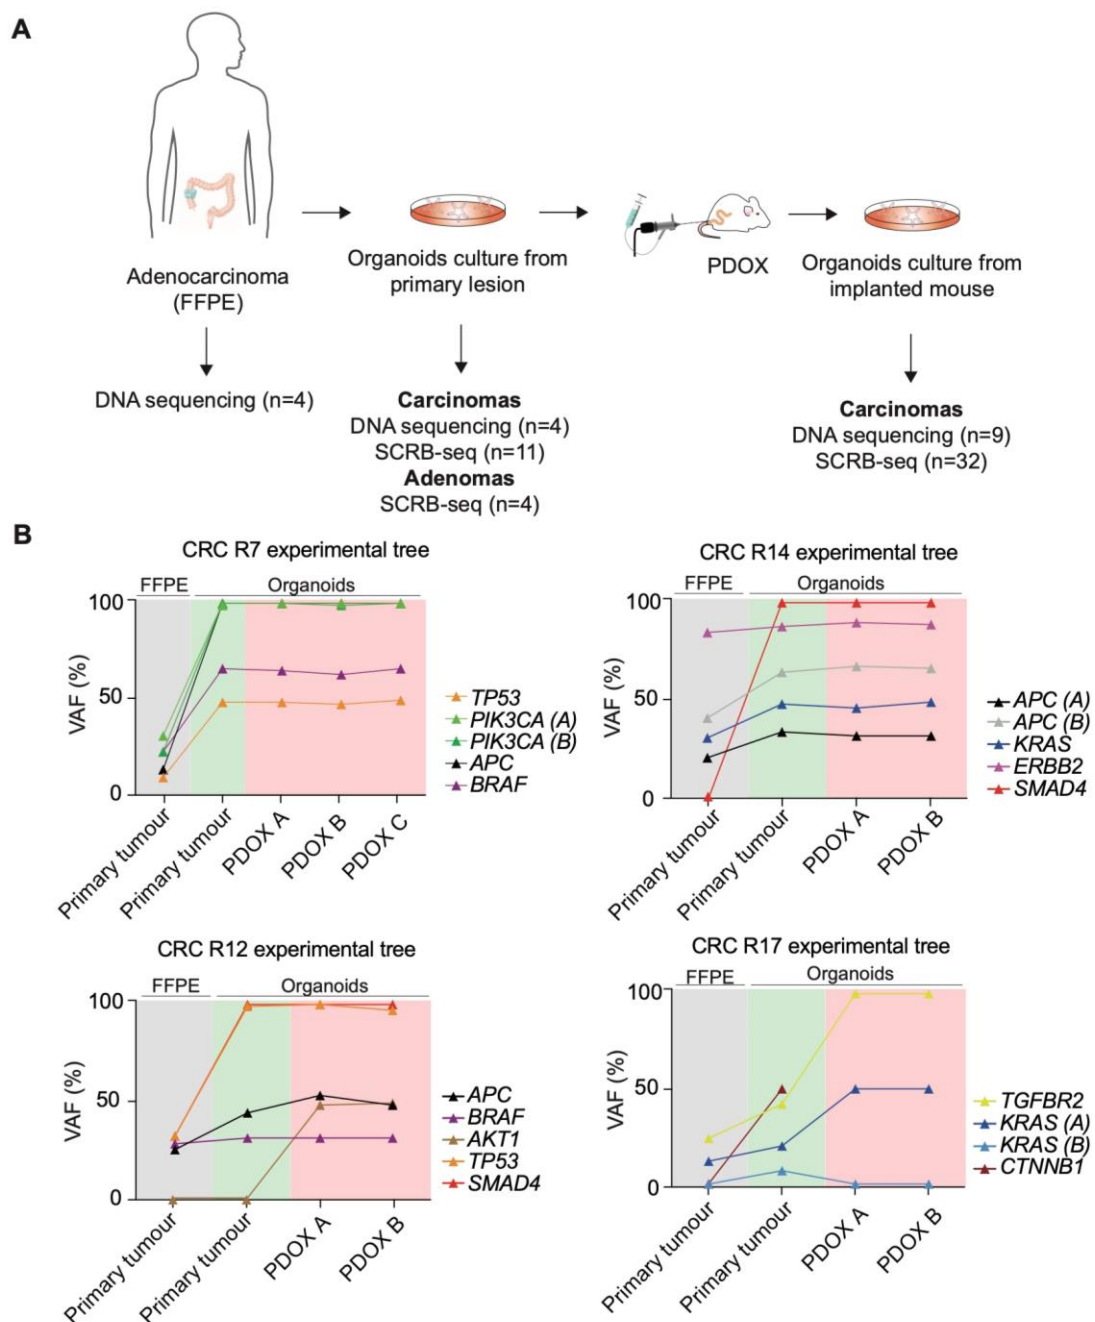 A
Adenocarcinoma
(FFPE)
DNA sequencing (n=4)
Organoids culture from
primary lesion
Carcinomas
DNA sequencing (n=4)
SCRB-seq (n=11)
Adenomas
SCRB-seq (n=4)
PDOX
Organoids culture from
implanted mouse
Carcinomas
DNA sequencing (n=9)
SCRB-seq (n=32)
B
CRC R7 experimental tree
FFPE Organoids
VAF (%)
100
50
0
Primary tumour
Primary tumour
PDOX A
PDOX B
PDOX C
TP53
PIK3CA (A)
PIK3CA (B)
APC
BRAF
CRC R14 experimental tree
FFPE Organoids
VAF (%)
100
50
0
Primary tumour
Primary tumour
PDOX A
PDOX B
APC (A)
APC (B)
KRAS
ERBB2
SMAD4
CRC R12 experimental tree
FFPE Organoids
VAF (%)
100
50
0
Primary tumour
Primary tumour
PDOX A
PDOX B
APC
BRAF
AKT1
TP53
SMAD4
CRC R17 experimental tree
FFPE Organoids
VAF (%)
100
50
0
Primary tumour
Primary tumour
PDOX A
PDOX B
TGFBR2
KRAS (A)
KRAS (B)
CTNNB1